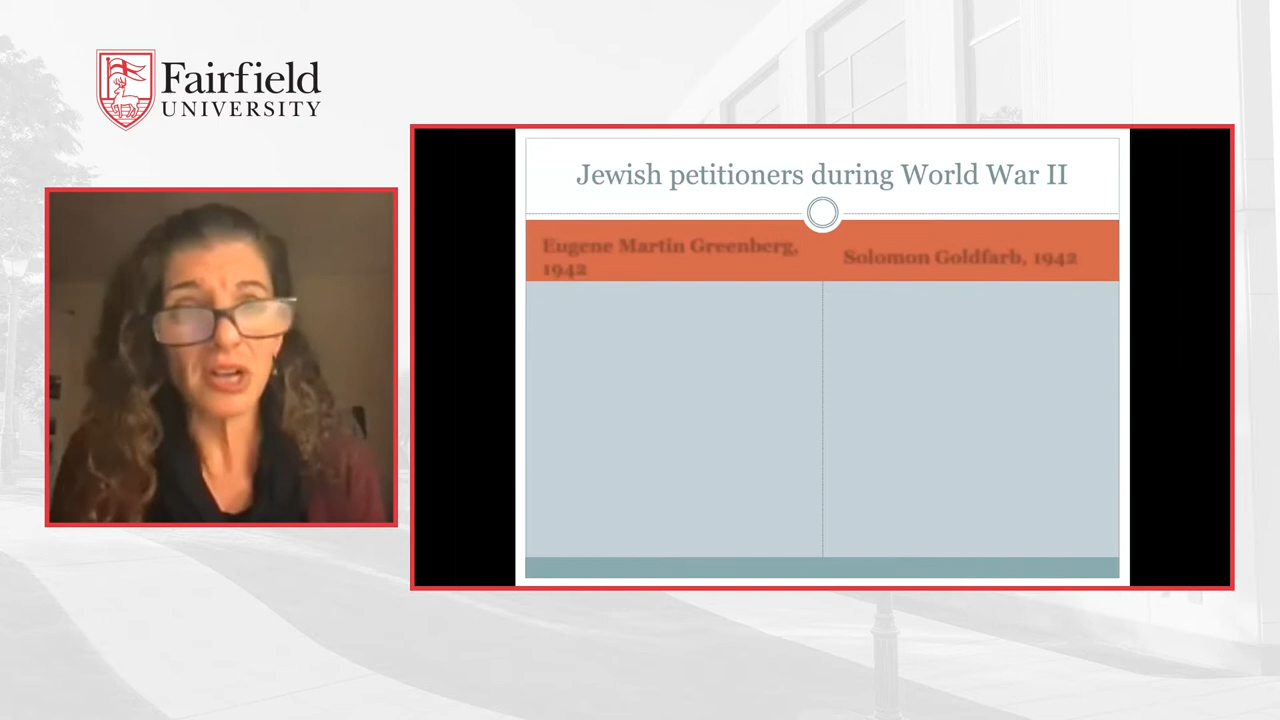 Fairfield
UNIVERSITY
Jewish petitioners during World War II
Eugene Martin Greenberg,
1942
Solomon Goldfarb, 1942